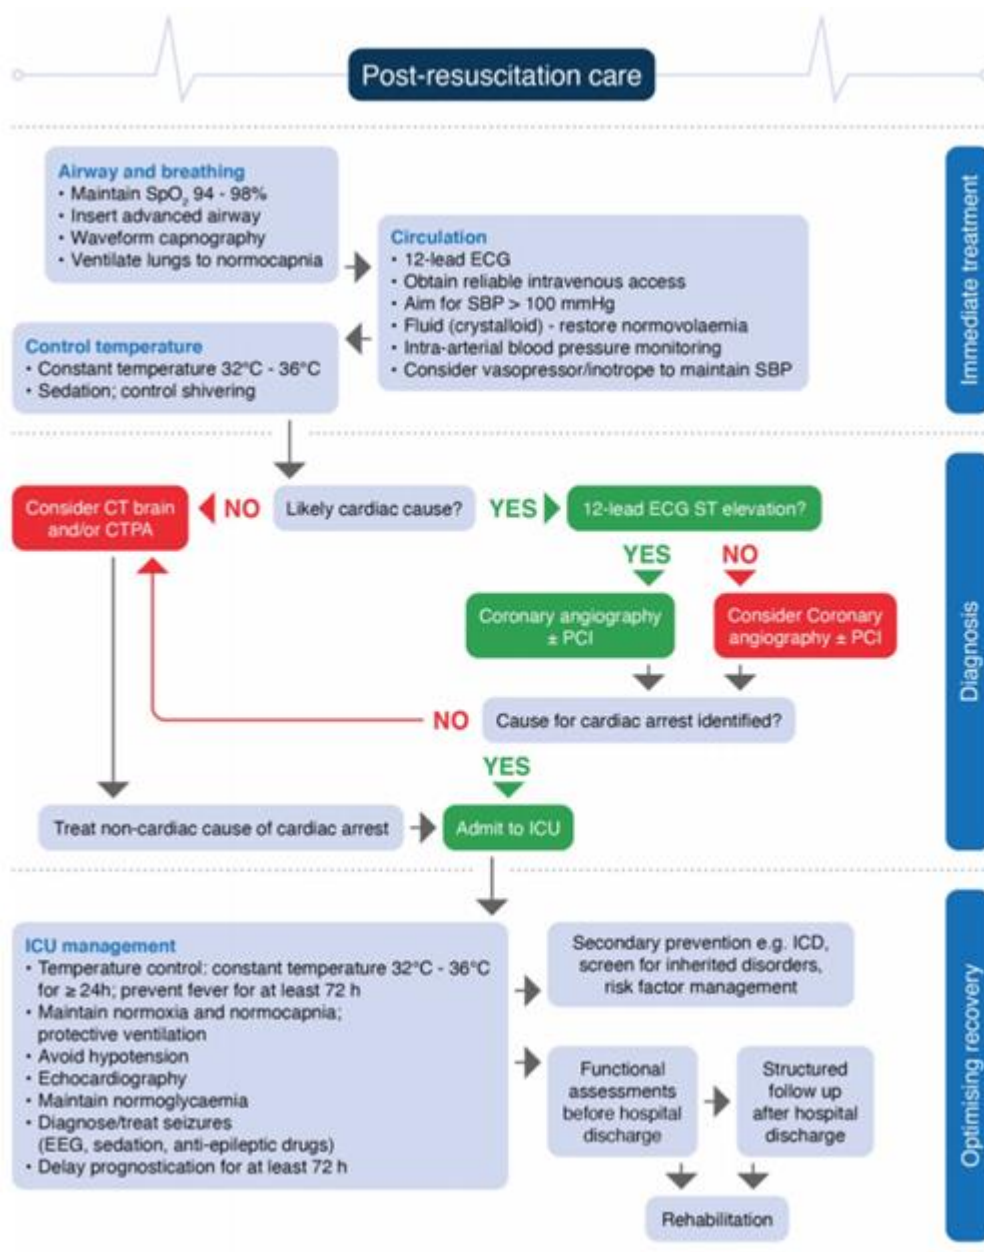 Post-resuscitation care
Immediate treatment
Airway and breathing
• Maintain SpO₂ 94 - 98%
• Insert advanced airway
• Waveform capnography
• Ventilate lungs to normocapnia
Circulation
• 12-lead ECG
• Obtain reliable intravenous access
• Aim for SBP > 100 mmHg
• Fluid (crystalloid) - restore normovolaemia
• Intra-arterial blood pressure monitoring
• Consider vasopressor/inotrope to maintain SBP
Control temperature
• Constant temperature 32°C - 36°C
• Sedation; control shivering
Diagnosis
Likely cardiac cause?
NO
Consider CT brain
and/or CTPA
YES
12-lead ECG ST elevation?
YES
NO
Coronary angiography
± PCI
Consider Coronary
angiography ± PCI
Cause for cardiac arrest identified?
NO
YES
Treat non-cardiac cause of cardiac arrest
Admit to ICU
Optimising recovery
ICU management
• Temperature control: constant temperature 32°C - 36°C
for ≥ 24h; prevent fever for at least 72 h
• Maintain normoxia and normocapnia;
protective ventilation
• Avoid hypotension
• Echocardiography
• Maintain normoglycaemia
• Diagnose/treat seizures
(EEG, sedation, anti-epileptic drugs)
• Delay prognostication for at least 72 h
Secondary prevention e.g. ICD,
screen for inherited disorders,
risk factor management
Functional
assessments
before hospital
discharge
Structured
follow up
after hospital
discharge
Rehabilitation